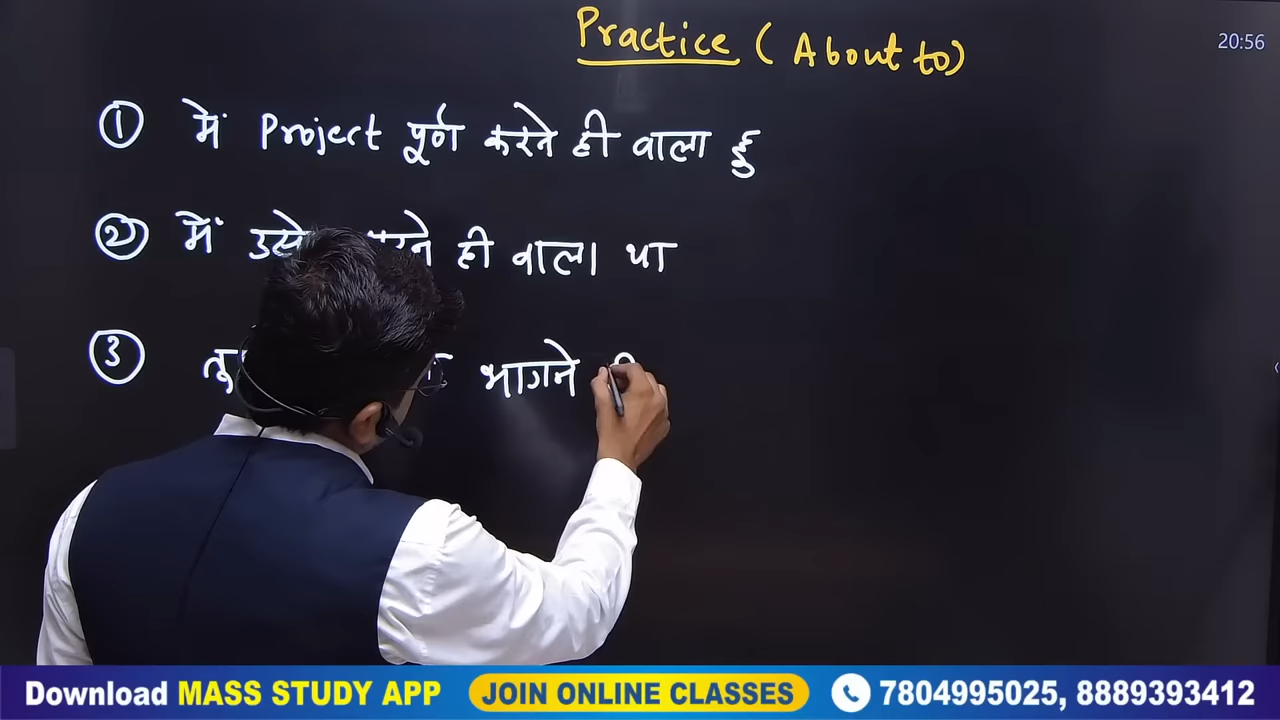 Practice ( About to)
20:56
① में Project पूर्ण करने ही वाला हु
② में ही वाला था
③ भागने
Download MASS STUDY APP JOIN ONLINE CLASSES 7804995025, 8889393412